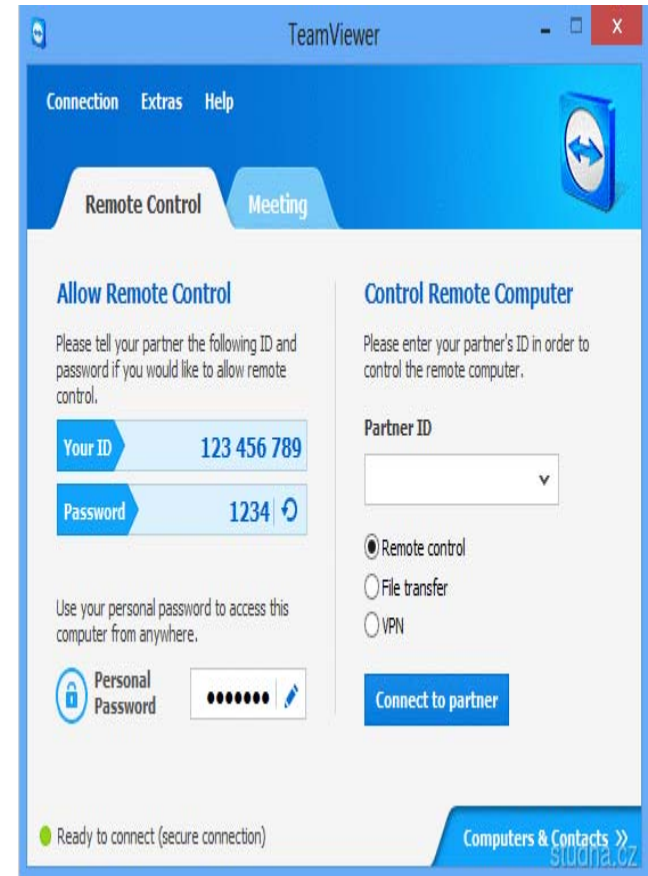 TeamViewer
Connection Extras Help
Remote Control Meeting
Allow Remote Control
Please tell your partner the following ID and
password if you would like to allow remote
control.
Your ID 123 456 789
Password 1234
Use your personal password to access this
computer from anywhere.
Personal
Password
Control Remote Computer
Please enter your partner's ID in order to
control the remote computer.
Partner ID
Remote control
File transfer
VPN
Connect to partner
Ready to connect (secure connection)
Computers & Contacts >>
studna.cz